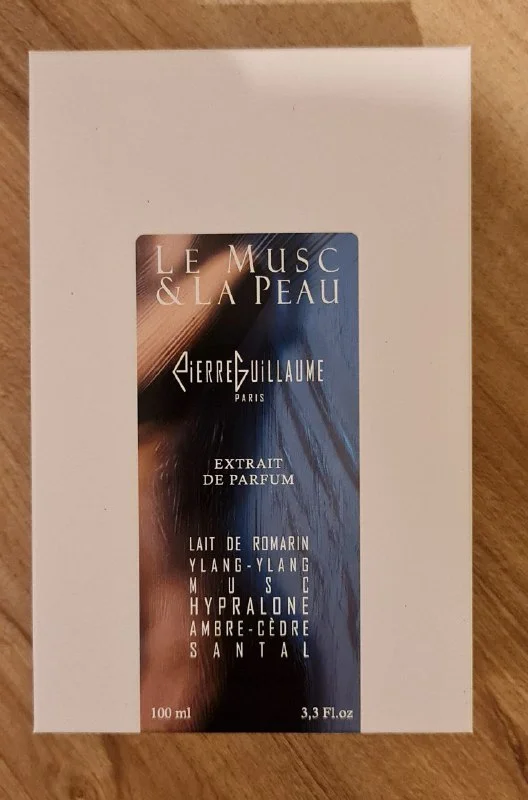 LE MUSC
& LA PEAU
PIERREGUILLAUME
PARIS
EXTRAIT
DE PARFUM
LAIT DE ROMARIN
YLANG-YLANG
MUSC
HYPRALONE
AMBRE-CÈDRE
SANTAL
100 ml
3,3 Fl.oz